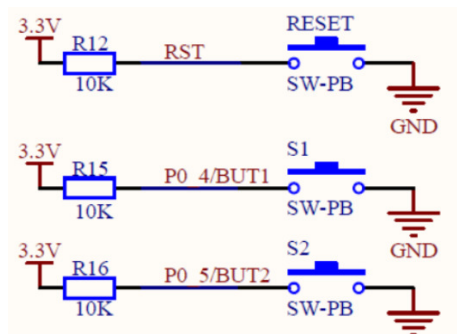 3.3V R12 RST RESET
10K SW-PB
GND
3.3V R15 P0_4/BUT1 S1
10K SW-PB
GND
3.3V R16 P0_5/BUT2 S2
10K SW-PB